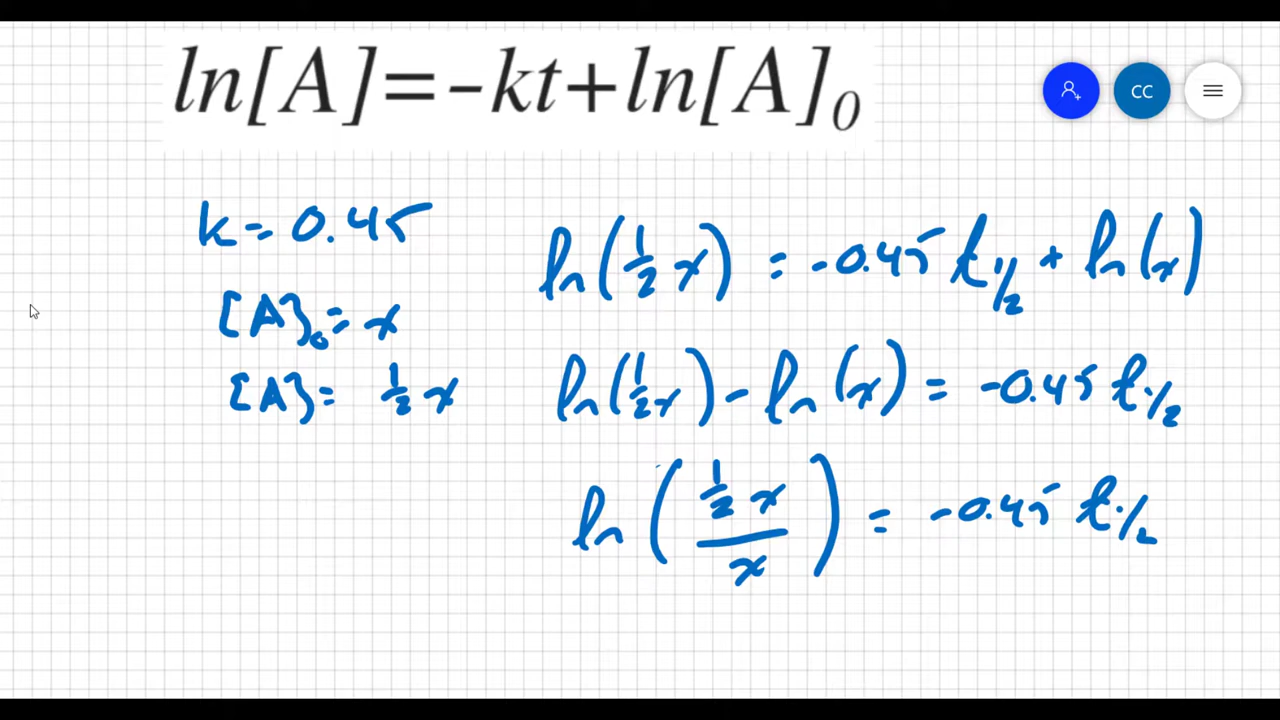 ln[A]=-kt+ln[A]₀
CC
k = 0.45
[A]₀ = x
[A] = ½x
ln(½x) = -0.45 t½ + ln(x)
ln(½x) - ln(x) = -0.45 t½
ln(½x / x) = -0.45 t½